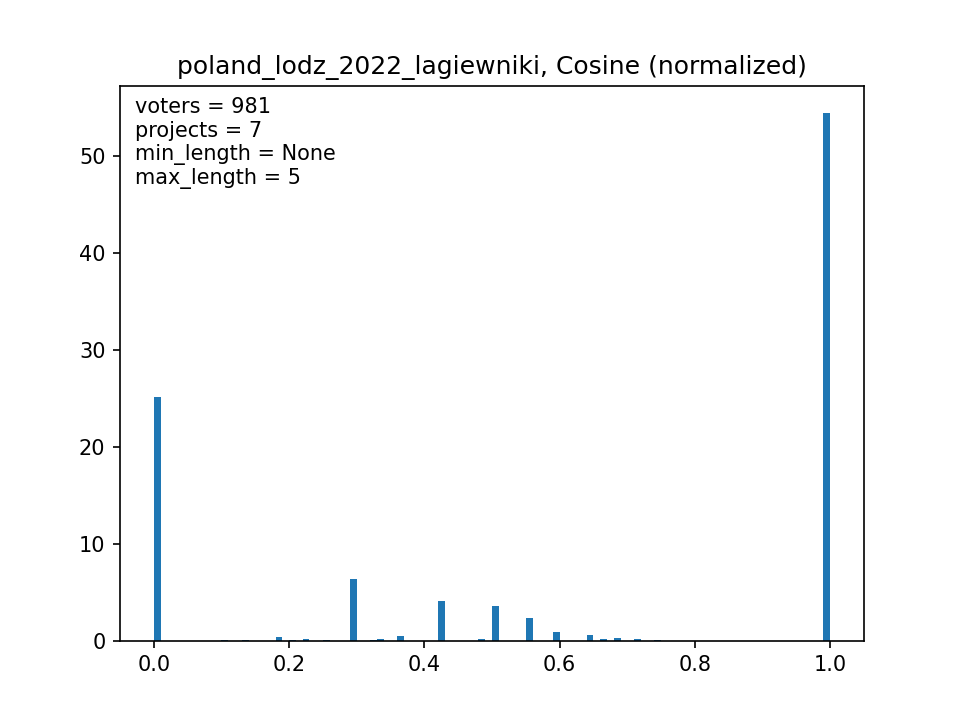 poland_lodz_2022_lagiewniki, Cosine (normalized)
voters = 981
projects = 7
min_length = None
max_length = 5
50
40
30
20
10
0
0.0 0.2 0.4 0.6 0.8 1.0